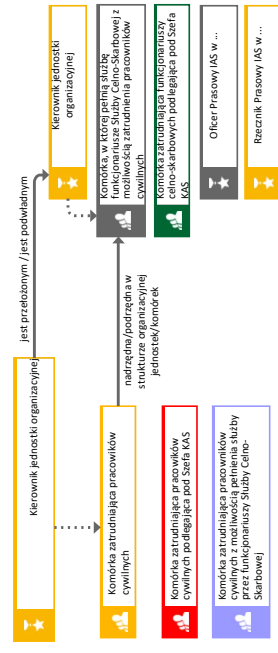 Kierownik jednostki organizacyjnej
jest przełożonym / jest podwładnym
Kierownik jednostki
organizacyjnej
Komórka zatrudniająca pracowików
cywilnych
nadrzędna/podrzędna w
strukturze organizacyjnej
jednostek/komórek
Komórka, w której pełnią służbę
funkcjonariusze Służby Celno-Skarbowej z
możliwością zatrudnienia pracowników
cywilnych
Komórka zatrudniająca pracowników
cywilnych podlegająca pod Szefa KAS
Komórka zatrudniająca funkcjonariuszy
celno-skarbowych podlegająca pod Szefa
KAS
Komórka zatrudniająca pracowników
cywilnych z możliwością pełnienia służby
przez funkcjonariuszy Służby Celno-
Skarbowej
Oficer Prasowy IAS w ...
Rzecznik Prasowy IAS w ...